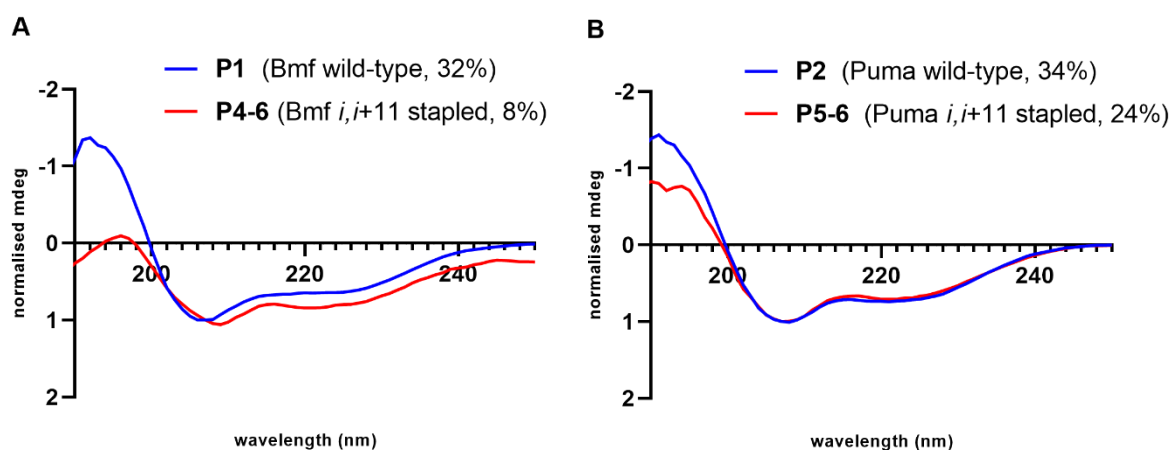 A
P1 (Bmf wild-type, 32%)
P4-6 (Bmf i,i+11 stapled, 8%)
-2
-1
0
1
2
200
220
240
normalised mdeg
wavelength (nm)
B
P2 (Puma wild-type, 34%)
P5-6 (Puma i,i+11 stapled, 24%)
-2
-1
0
1
2
200
220
240
normalised mdeg
wavelength (nm)